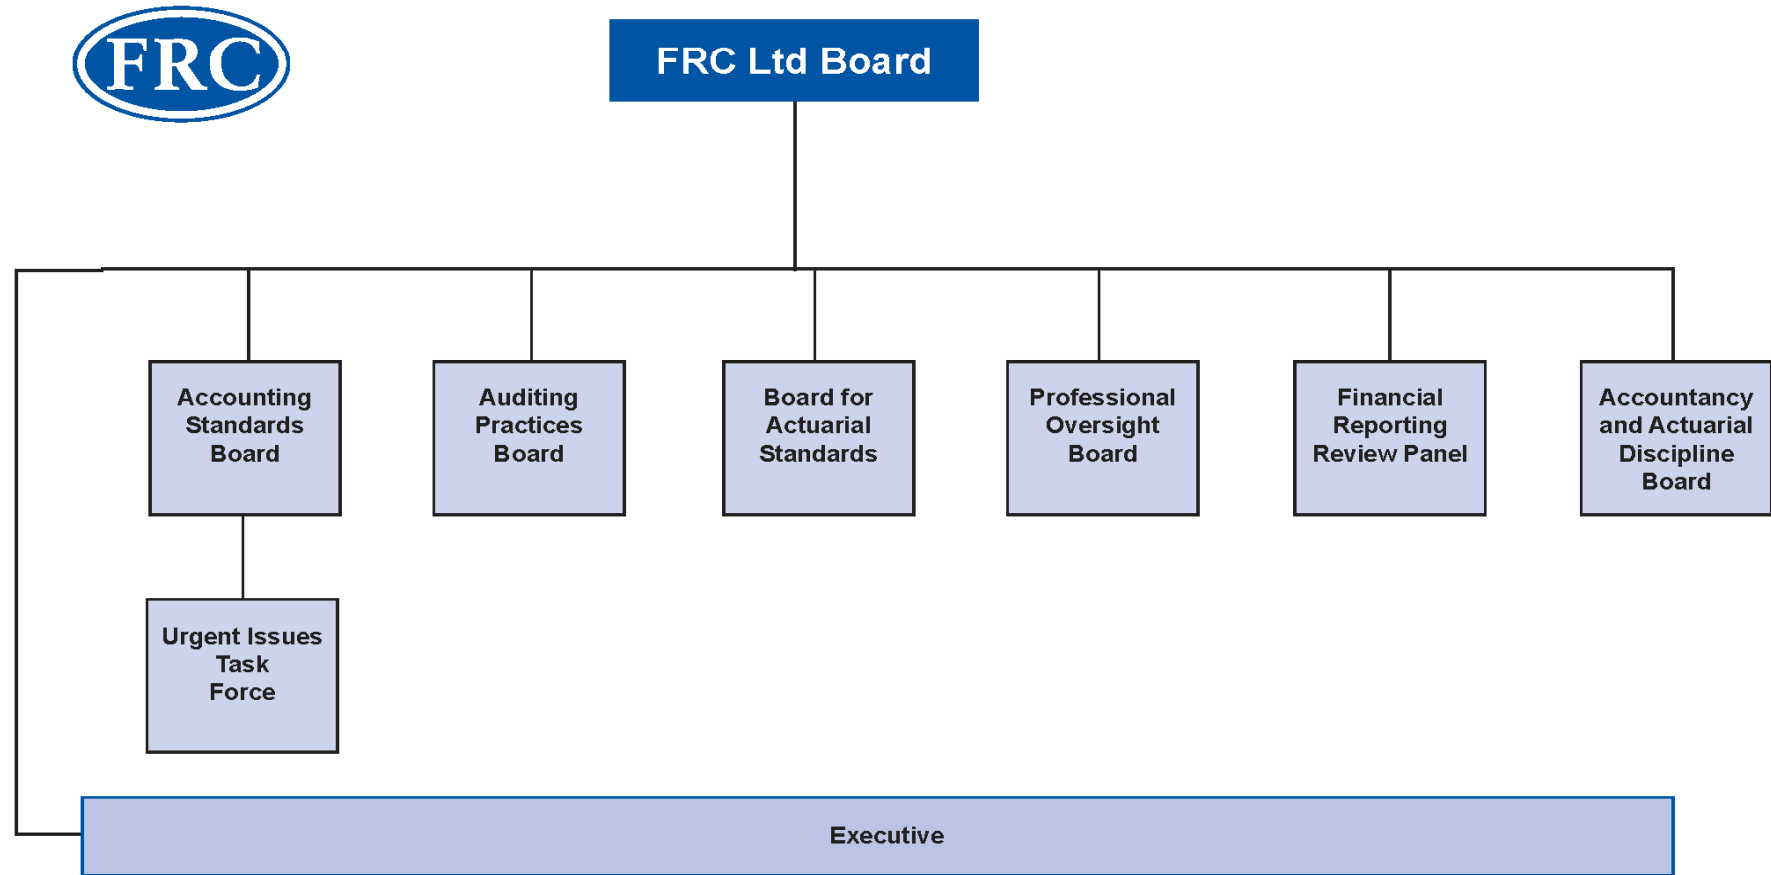 FRC
FRC Ltd Board
Accounting
Standards
Board
Auditing
Practices
Board
Board for
Actuarial
Standards
Professional
Oversight
Board
Financial
Reporting
Review Panel
Accountancy
and Actuarial
Discipline
Board
Urgent Issues
Task
Force
Executive